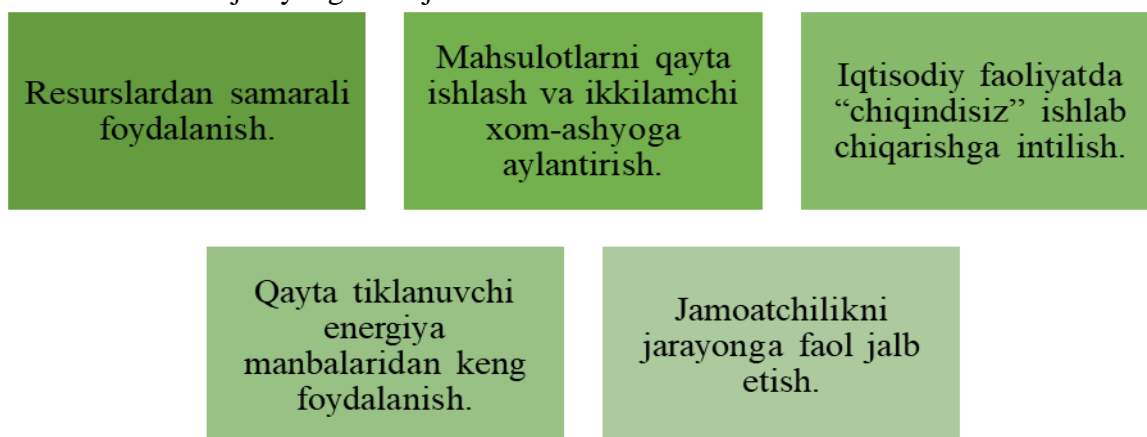 Resurslardan samarali
foydalanish.
Mahsulotlarni qayta
ishlash va ikkilamchi
xom-ashyoga
aylantirish.
Iqtisodiy faoliyatda
“chiqindisiz” ishlab
chiqarishga intilish.
Qayta tiklanuvchi
energiya
manbalaridan keng
foydalanish.
Jamoatchilikni
jarayonga faol jalb
etish.